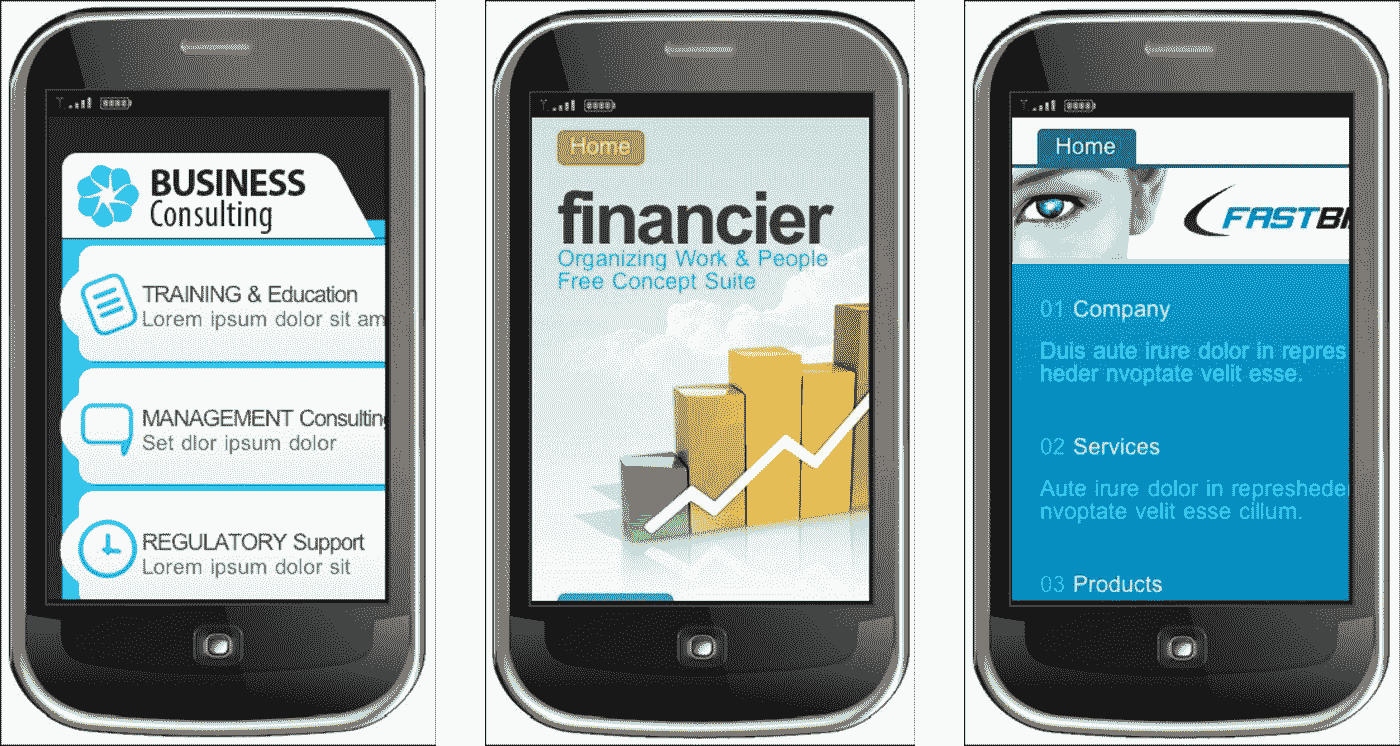 BUSINESS
Consulting
TRAINING & Education
Lorem ipsum dolor sit am
MANAGEMENT Consulting
Set dlor ipsum dolor
REGULATORY Support
Lorem ipsum dolor sit
Home
financier
Organizing Work & People
Free Concept Suite
Home
FASTB
01 Company
Duis aute irure dolor in repres
heder nvoptate velit esse.
02 Services
Aute irure dolor in represheder
nvoptate velit esse cillum.
03 Products